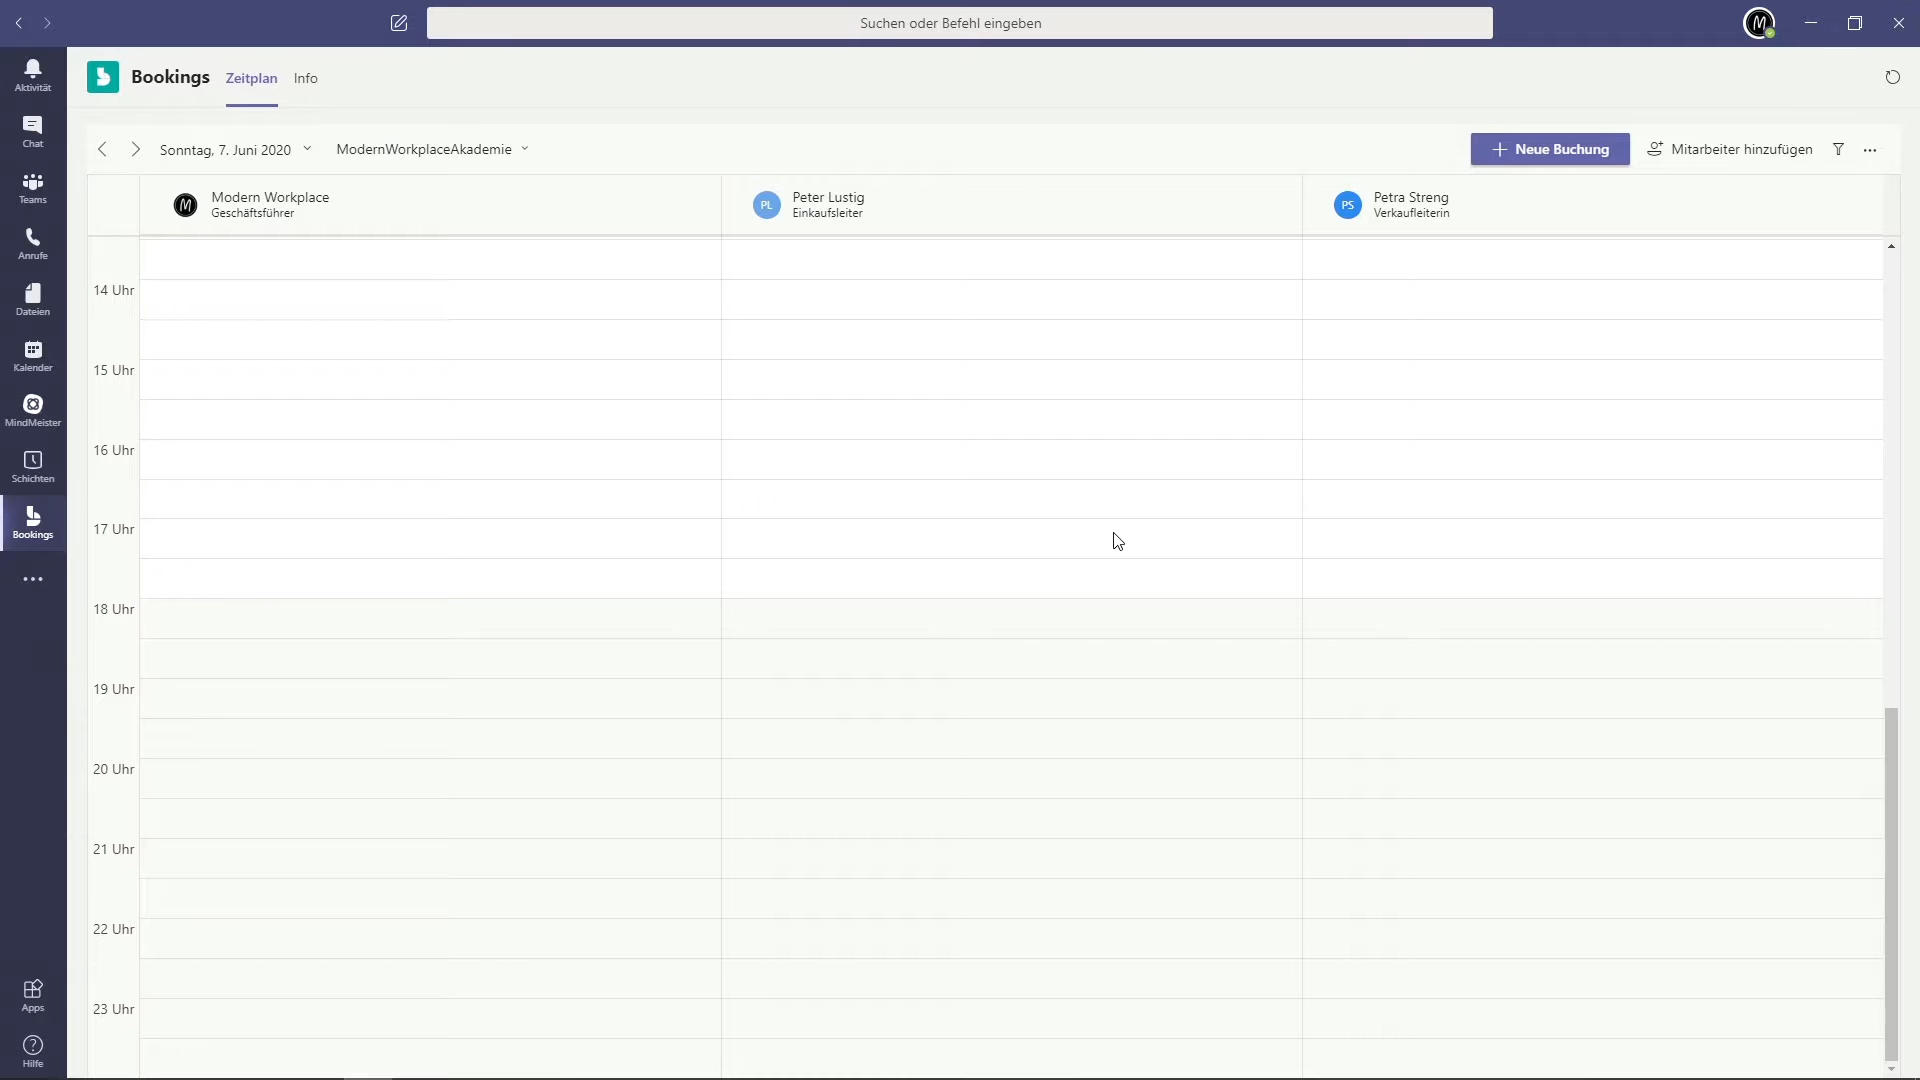 Suchen oder Befehl eingeben
M
Aktivität
Chat
Teams
Anrufe
Dateien
Kalender
MindMeister
Schichten
Bookings
Apps
Hilfe
Bookings Zeitplan Info
Sonntag, 7. Juni 2020 ModernWorkplaceAkademie Neue Buchung Mitarbeiter hinzufügen
M Modern Workplace
Geschäftsführer
PL Peter Lustig
Einkaufsleiter
PS Petra Streng
Verkaufleiterin
14 Uhr
15 Uhr
16 Uhr
17 Uhr
18 Uhr
19 Uhr
20 Uhr
21 Uhr
22 Uhr
23 Uhr